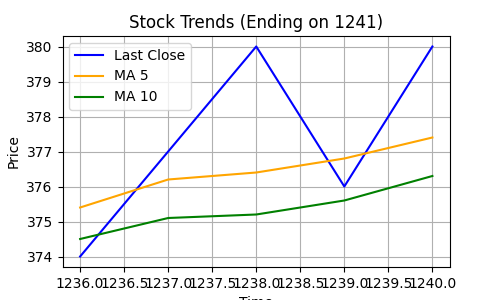 Stock Trends (Ending on 1241)
380
379
378
377
376
375
374
Price
Last Close
MA 5
MA 10
1236.0 1236.5 1237.0 1237.5 1238.0 1238.5 1239.0 1239.5 1240.0
Time